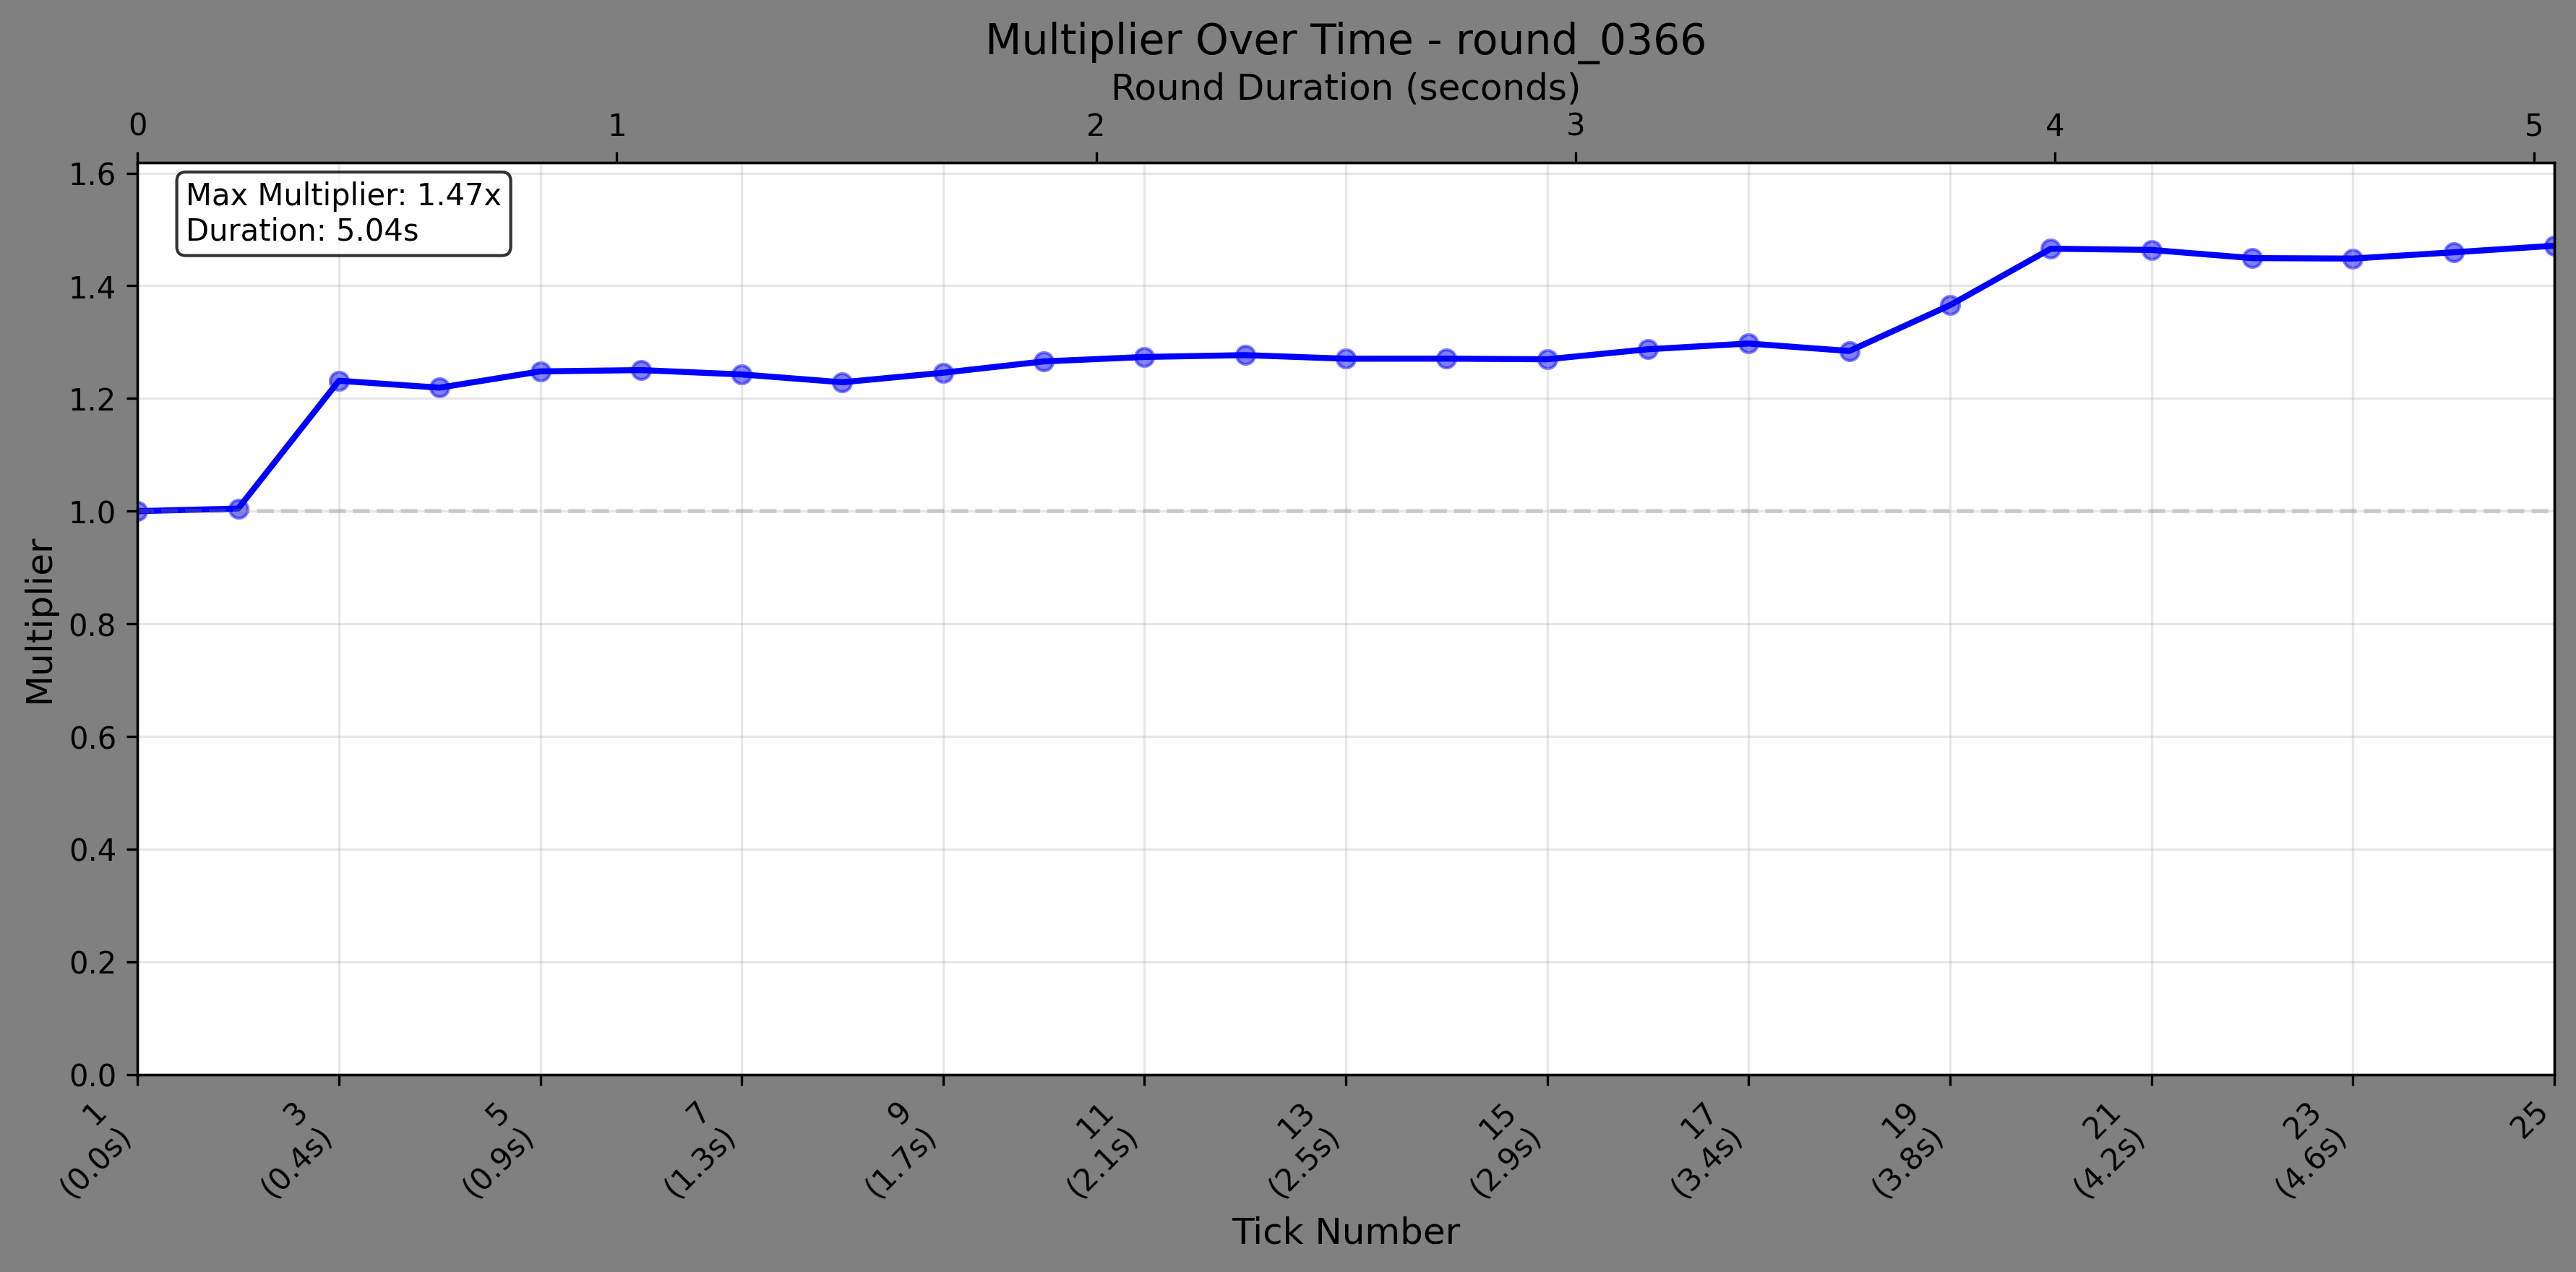 Multiplier Over Time - round_0366
Round Duration (seconds)
0 1 2 3 4 5
Max Multiplier: 1.47x
Duration: 5.04s
1.6
1.4
1.2
1.0
0.8
0.6
0.4
0.2
0.0
Multiplier
1
(0.0s)
3
(0.4s)
5
(0.9s)
7
(1.3s)
9
(1.7s)
11
(2.1s)
13
(2.5s)
15
(2.9s)
17
(3.4s)
19
(3.8s)
21
(4.2s)
23
(4.6s)
25
Tick Number